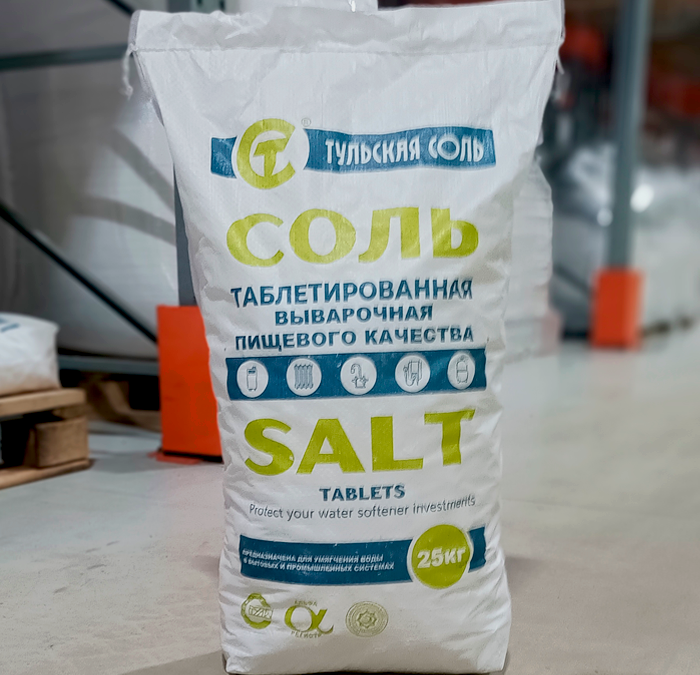 ТУЛЬСКАЯ СОЛЬ
СОЛЬ
ТАБЛЕТИРОВАННАЯ
ВЫВАРОЧНАЯ
ПИЩЕВОГО КАЧЕСТВА
SALT
TABLETS
Protect your water softener investments
ПРЕДНАЗНАЧЕНА ДЛЯ УМЯГЧЕНИЯ ВОДЫ
В БЫТОВЫХ И ПРОМЫШЛЕННЫХ СИСТЕМАХ
25кг